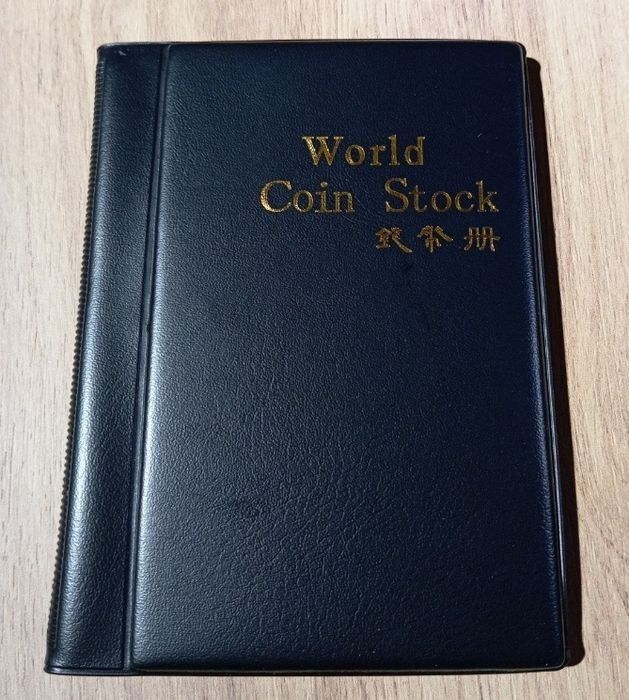 World
Coin Stock
钱币册